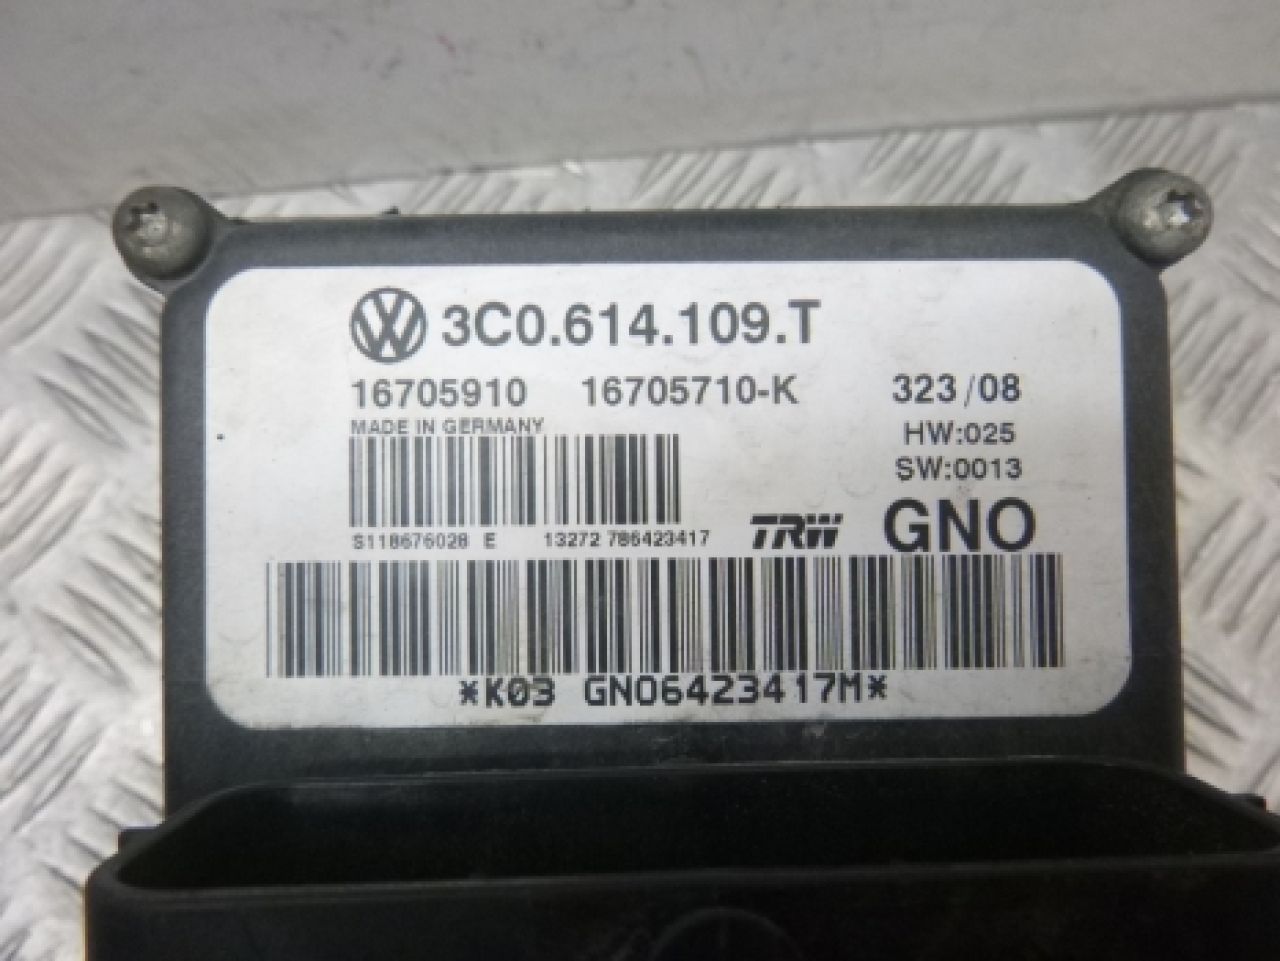 3C0.614.109.T
16705910 16705710-K 323/08
MADE IN GERMANY
HW:025
SW:0013
S118676028 E 13272 786423417 TRW GNO
*K03 GNO6423417M*